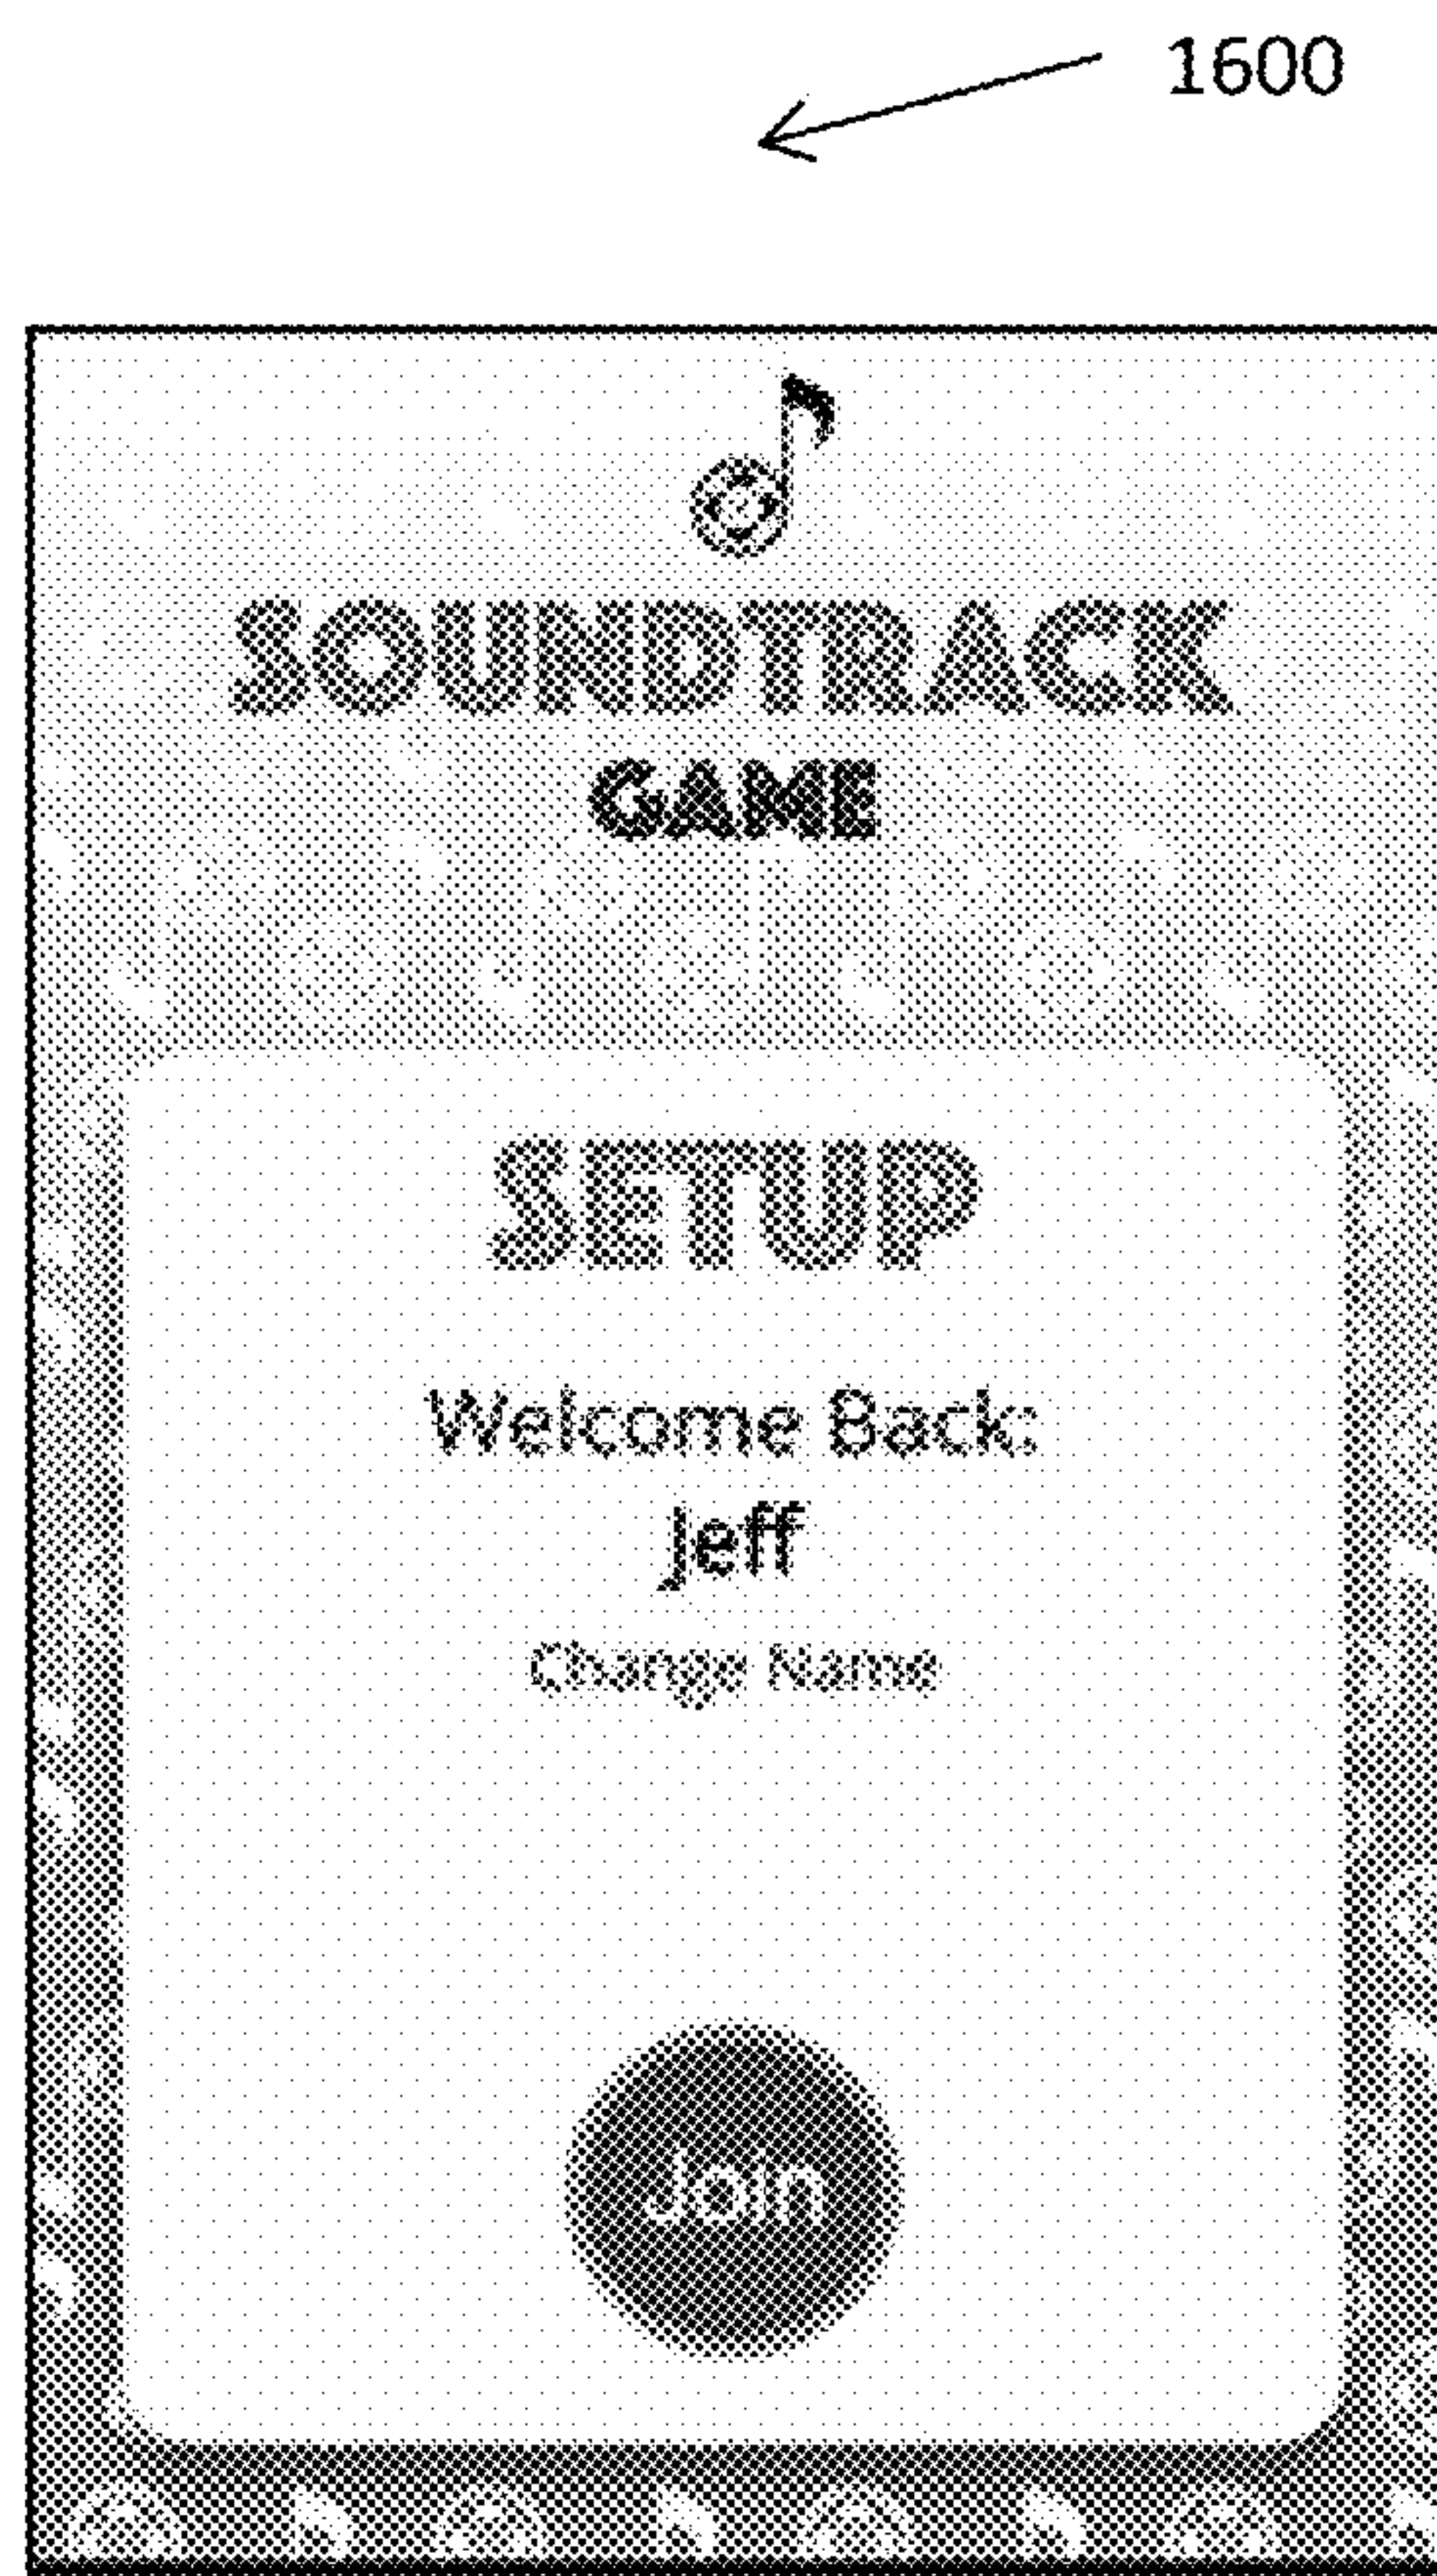 1600
SOUNDTRACK
GAME
SETUP
Welcome Back:
Jeff
Change Name
Join